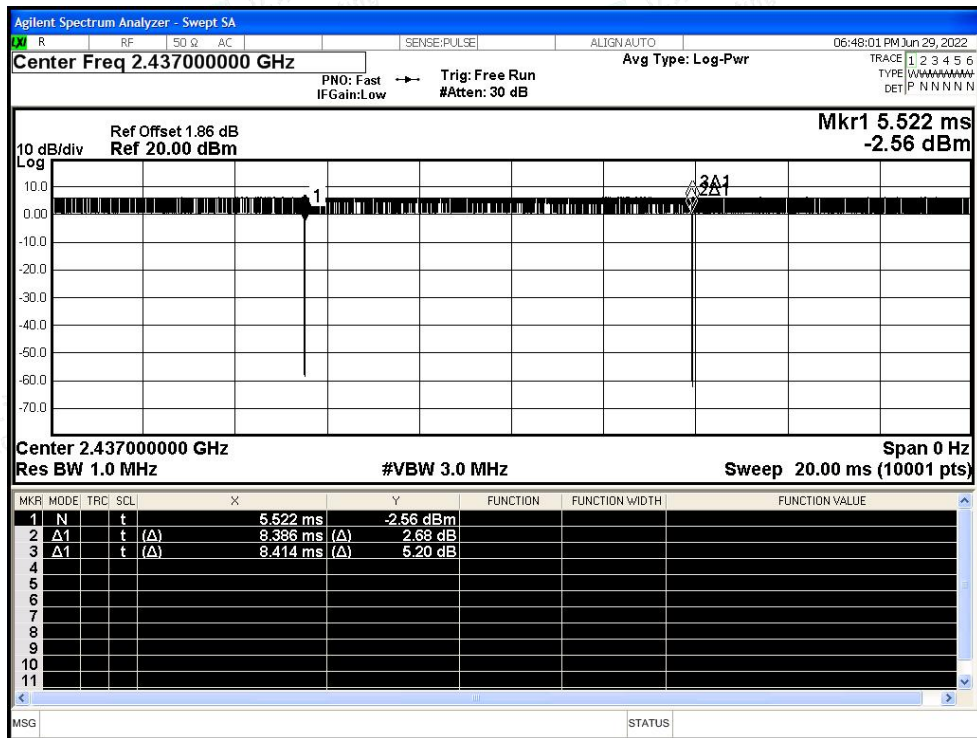 Agilent Spectrum Analyzer - Swept SA
LXI R RF 50 Ω AC SENSE:PULSE ALIGN AUTO 06:48:01 PM Jun 29, 2022
Center Freq 2.437000000 GHz
PNO: Fast
IFGain:Low
Trig: Free Run
#Atten: 30 dB
Avg Type: Log-Pwr
TRACE 1 2 3 4 5 6
TYPE WWWWWW
DET P N N N N N
Mkr1 5.522 ms
-2.56 dBm
10 dB/div
Log
Ref Offset 1.86 dB
Ref 20.00 dBm
10.0
0.00
-10.0
-20.0
-30.0
-40.0
-50.0
-60.0
-70.0
1
3Δ1
2Δ1
Center 2.437000000 GHz Span 0 Hz
Res BW 1.0 MHz #VBW 3.0 MHz Sweep 20.00 ms (10001 pts)
MKR MODE TRC SCL X Y FUNCTION FUNCTION WIDTH FUNCTION VALUE
1 N t 5.522 ms -2.56 dBm
2 Δ1 t (Δ) 8.386 ms (Δ) 2.68 dB
3 Δ1 t (Δ) 8.414 ms (Δ) 5.20 dB
4
5
6
7
8
9
10
11
MSG STATUS